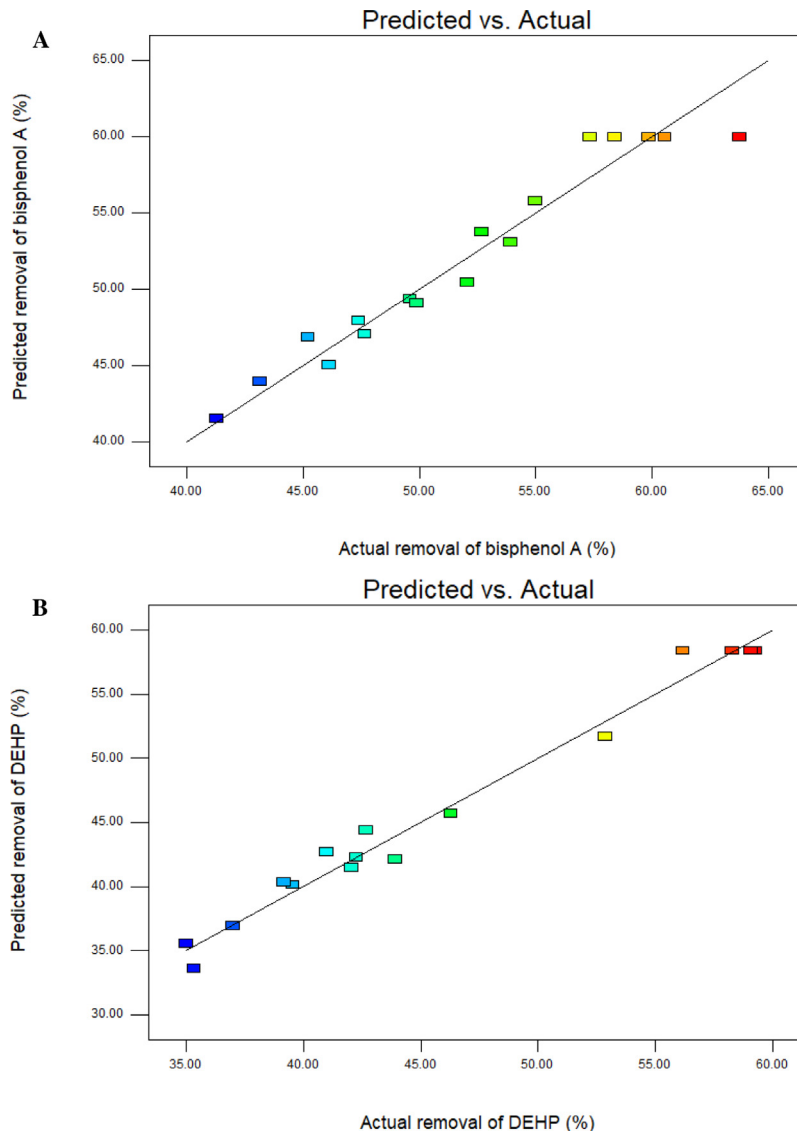 A
Predicted vs. Actual
Predicted removal of bisphenol A (%)
65.00
60.00
55.00
50.00
45.00
40.00
40.00 45.00 50.00 55.00 60.00 65.00
Actual removal of bisphenol A (%)
B
Predicted vs. Actual
Predicted removal of DEHP (%)
60.00
55.00
50.00
45.00
40.00
35.00
30.00
35.00 40.00 45.00 50.00 55.00 60.00
Actual removal of DEHP (%)